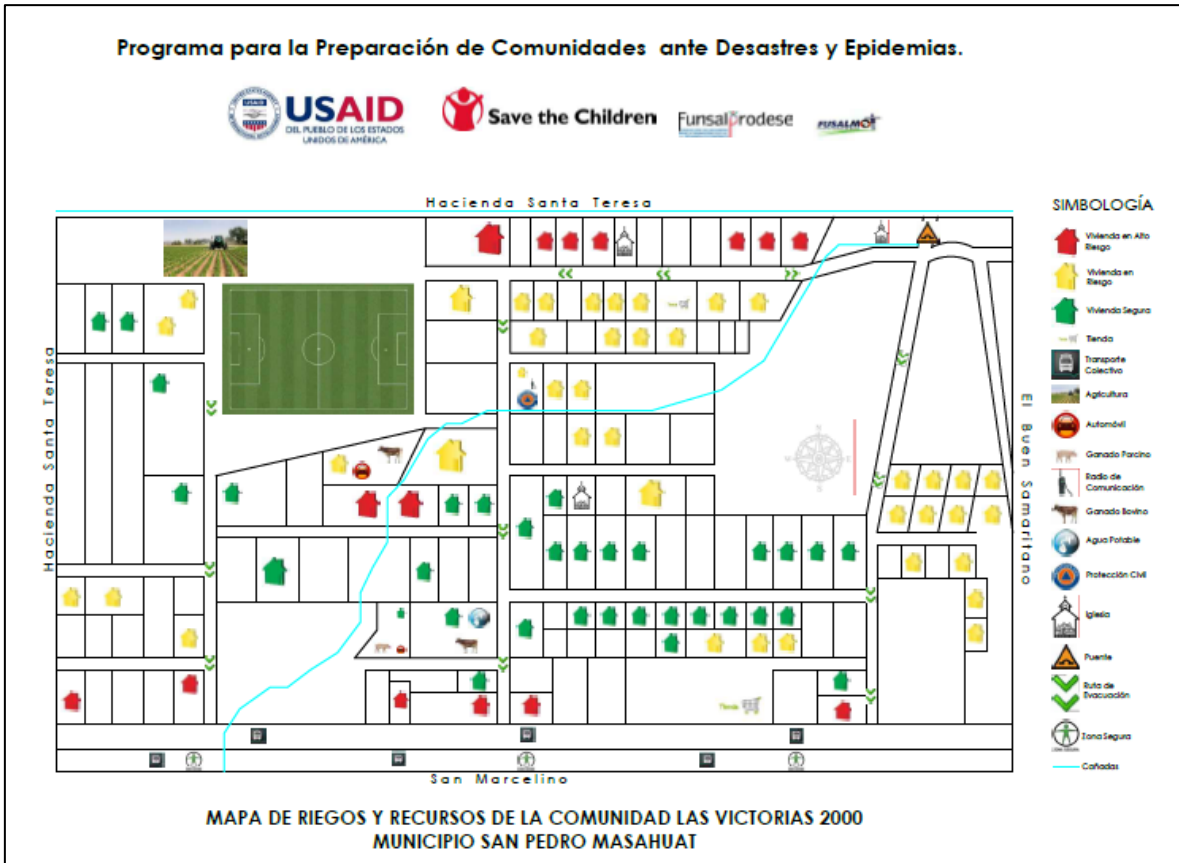 Programa para la Preparación de Comunidades ante Desastres y Epidemias.
USAID
DEL PUEBLO DE LOS ESTADOS
UNIDOS DE AMÉRICA
Save the Children
Funsalprodese
FUSALMO
Hacienda Santa Teresa
Hacienda Santa Teresa
El Buen Samaritano
Tienda
San Marcelino
SIMBOLOGÍA
Vivienda en Alto
Riesgo
Vivienda en
Riesgo
Vivienda Segura
Tienda
Transporte
Colectivo
Agricultura
Automóvil
Ganado Porcino
Radio de
Comunicación
Ganado Bovino
Agua Potable
Protección Civil
Iglesia
Puente
Ruta de
Evacuación
Zona Segura
Cañadas
MAPA DE RIEGOS Y RECURSOS DE LA COMUNIDAD LAS VICTORIAS 2000
MUNICIPIO SAN PEDRO MASAHUAT